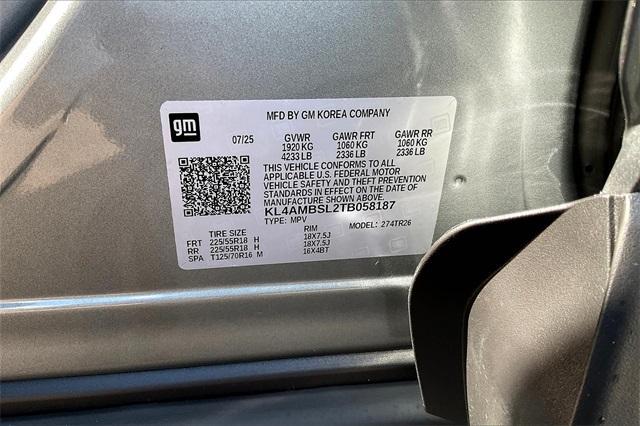 MFD BY GM KOREA COMPANY
gm
07/25 GVWR GAWR FRT GAWR RR
1920 KG 1060 KG 1060 KG
4233 LB 2336 LB 2336 LB
THIS VEHICLE CONFORMS TO ALL
APPLICABLE U.S. FEDERAL MOTOR
VEHICLE SAFETY AND THEFT PREVENTION
STANDARDS IN EFFECT ON THE DATE OF
MANUFACTURE SHOWN ABOVE.
KL4AMBSL2TB058187
TYPE: MPV MODEL: 274TR26
TIRE SIZE RIM
FRT 225/55R18 H 18X7.5J
RR 225/55R18 H 18X7.5J
SPA T125/70R16 M 16X4BT